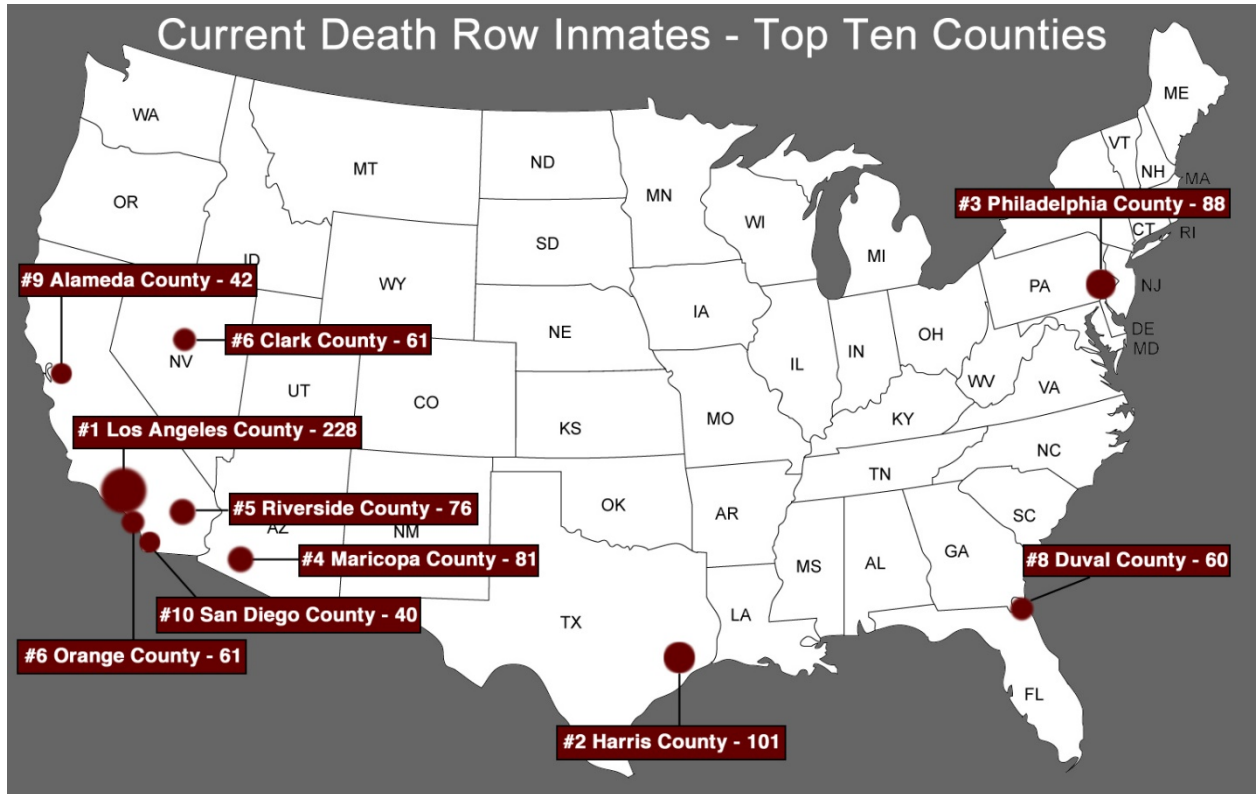 Current Death Row Inmates - Top Ten Counties
WA
MT
ND
MN
ME
VT
NH
MA
OR
ID
SD
WI
MI
#3 Philadelphia County - 88
CT
RI
#9 Alameda County - 42
WY
IA
PA
NJ
NE
#6 Clark County - 61
NV
UT
CO
IL
IN
OH
DE
MD
WV
VA
KS
MO
KY
#1 Los Angeles County - 228
NC
TN
#5 Riverside County - 76
AZ
NM
OK
AR
SC
#4 Maricopa County - 81
MS
AL
GA
#8 Duval County - 60
#10 San Diego County - 40
TX
LA
#6 Orange County - 61
FL
#2 Harris County - 101